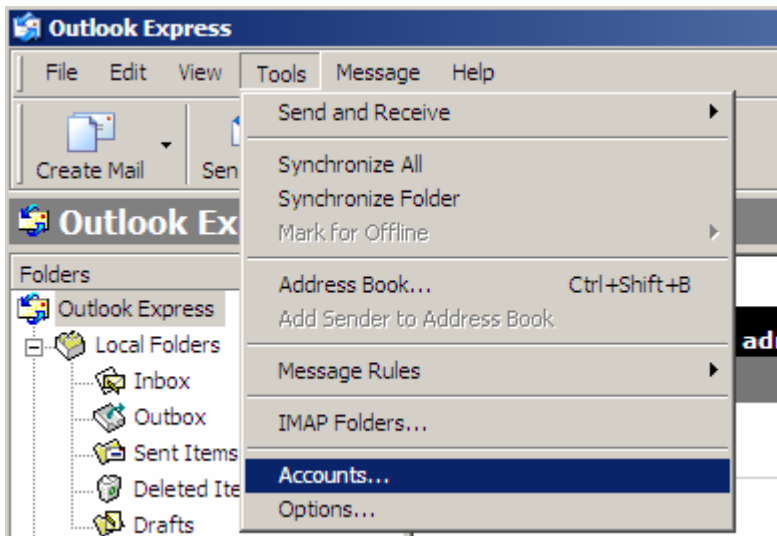 Outlook Express
File Edit View Tools Message Help
Create Mail
Send and Receive
Synchronize All
Synchronize Folder
Mark for Offline
Address Book... Ctrl+Shift+B
Add Sender to Address Book
Message Rules
IMAP Folders...
Accounts...
Options...
Outlook Ex
Folders
Outlook Express
Local Folders
Inbox
Outbox
Sent Items
Deleted Ite
Drafts
Sen
ad